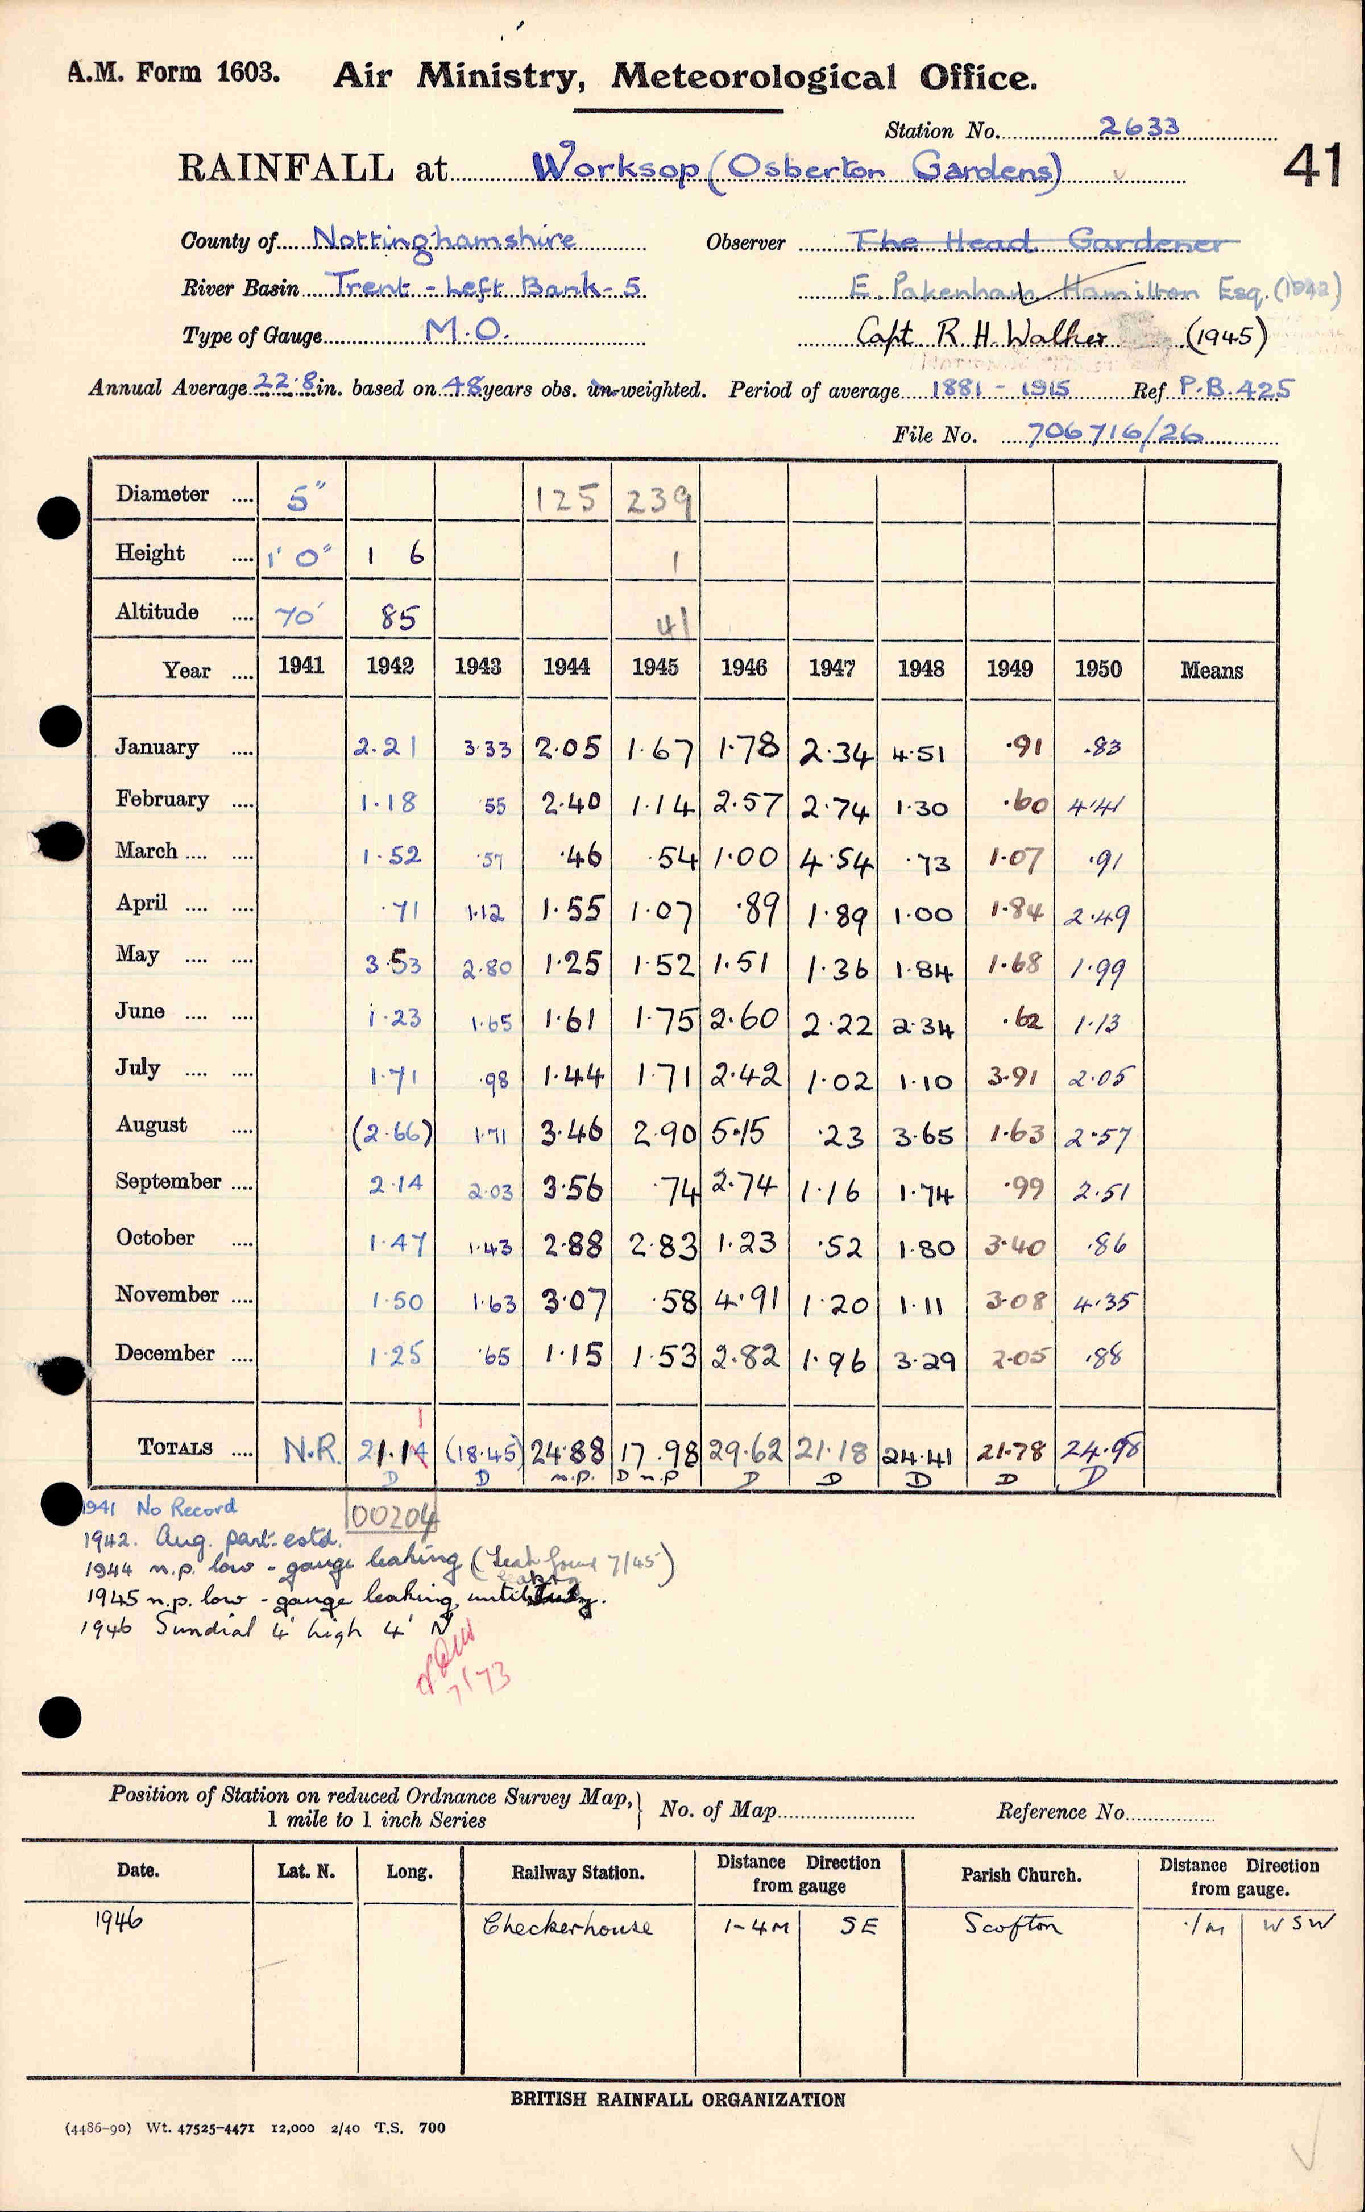 A.M. Form 1603. Air Ministry, Meteorological Office.
Station No. 2633
RAINFALL at Worksop (Osberton Gardens)
41
County of Nottinghamshire Observer The Head Gardener
River Basin Trent - Left Bank - 5 E. Pakenham Hamilton Esq. (1942)
Type of Gauge M.O. Capt R. H. Walker (1945)
Annual Average 22.8 in. based on 48 years obs. un-weighted. Period of average 1881 - 1915 Ref P.B. 425
File No. 706716/26
Diameter .... 5" 125 239
Height .... 1' 0" 1 6 1
Altitude .... 70' 85 41
Year .... 1941 1942 1943 1944 1945 1946 1947 1948 1949 1950 Means
January .... 2.21 3.33 2.05 1.67 1.78 2.34 4.51 .91 .83
February .... 1.18 .55 2.40 1.14 2.57 2.74 1.30 .60 4.41
March .... .... 1.52 .57 .46 .54 1.00 4.54 .73 1.07 .91
April .... .... .71 1.12 1.55 1.07 .89 1.89 1.00 1.84 2.49
May .... .... 3.53 2.80 1.25 1.52 1.51 1.36 1.84 1.68 1.99
June .... .... 1.23 1.65 1.61 1.75 2.60 2.22 2.34 .62 1.13
July .... .... 1.71 .98 1.44 1.71 2.42 1.02 1.10 3.91 2.05
August .... (2.66) 1.71 3.46 2.90 5.15 .23 3.65 1.63 2.57
September .... 2.14 2.03 3.56 .74 2.74 1.16 1.74 .99 2.51
October .... 1.47 1.43 2.88 2.83 1.23 .52 1.80 3.40 .86
November .... 1.50 1.63 3.07 .58 4.91 1.20 1.11 3.08 4.35
December .... 1.25 .65 1.15 1.53 2.82 1.96 3.29 2.05 .88
1
TOTALS .... N.R. 21.14 (18.45) 24.88 17.98 29.62 21.18 24.41 21.78 24.98
D D n.p. D n.p D D D D D
1941 No Record
00204
1942. Aug. part. estd.
1944 n.p. low - gauge leaking (Leak found 7/45)
1945 n.p. low - gauge leaking until July.
1946 Sundial 4' high 4' N
7/73
Position of Station on reduced Ordnance Survey Map, 1 mile to 1 inch Series No. of Map Reference No.
Date. Lat. N. Long. Railway Station. Distance Direction from gauge Parish Church. Distance Direction from gauge.
1946 Checkerhouse 1-4M SE Scofton .1M WSW
BRITISH RAINFALL ORGANIZATION
(4486-90) Wt. 47525-4471 12,000 2/40 T.S. 700